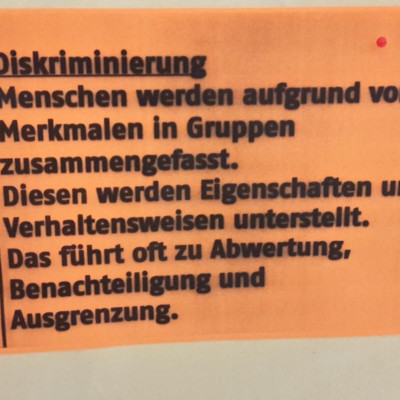 Diskriminierung
Menschen werden aufgrund von
Merkmalen in Gruppen
zusammengefasst.
Diesen werden Eigenschaften und
Verhaltensweisen unterstellt.
Das führt oft zu Abwertung,
Benachteiligung und
Ausgrenzung.